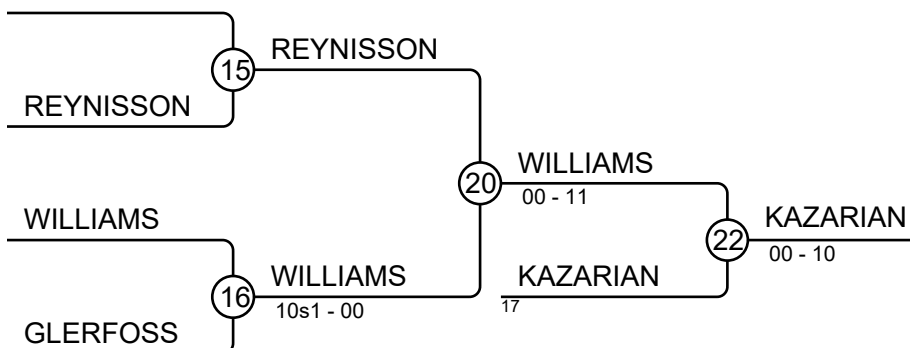 15
REYNISSON
REYNISSON
20
WILLIAMS
00 - 11
WILLIAMS
22
KAZARIAN
00 - 10
16
WILLIAMS
10s1 - 00
KAZARIAN
17
GLERFOSS